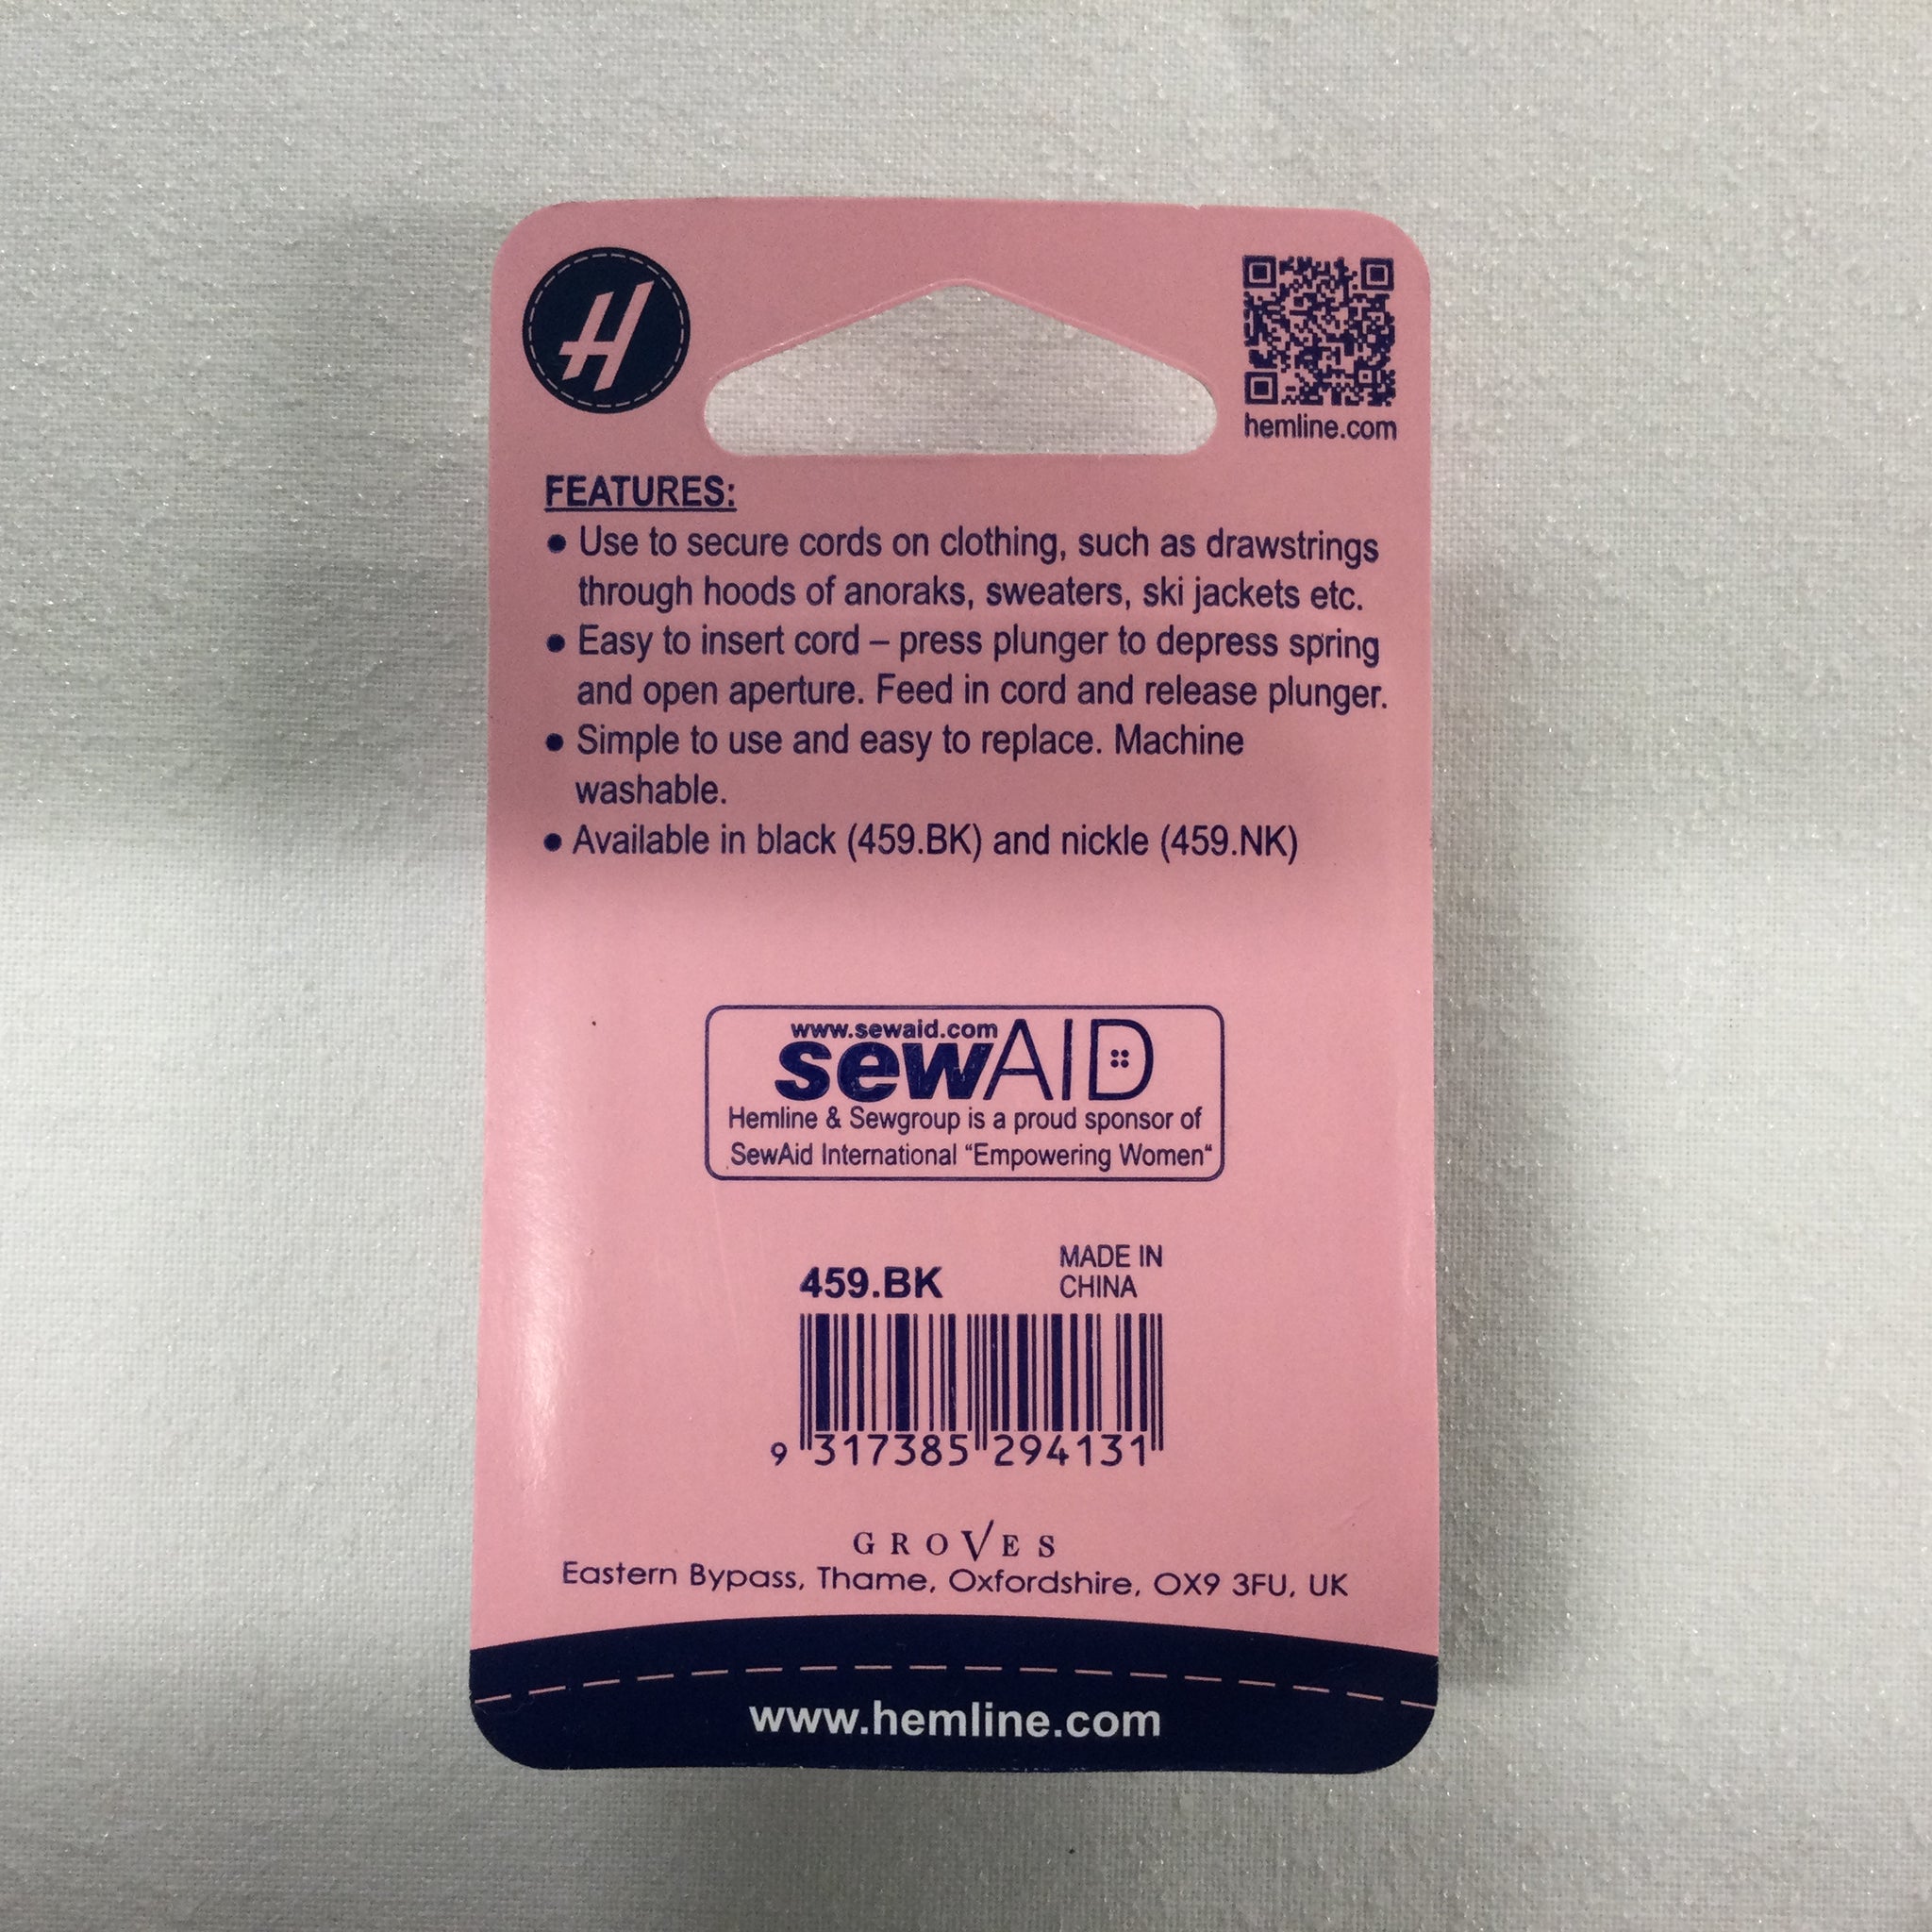 H
hemline.com
FEATURES:
● Use to secure cords on clothing, such as drawstrings
through hoods of anoraks, sweaters, ski jackets etc.
● Easy to insert cord – press plunger to depress spring
and open aperture. Feed in cord and release plunger.
● Simple to use and easy to replace. Machine
washable.
● Available in black (459.BK) and nickle (459.NK)
www.sewaid.com
sewAID
Hemline & Sewgroup is a proud sponsor of
SewAid International “Empowering Women“
459.BK
MADE IN
CHINA
9 317385 294131
GROVES
Eastern Bypass, Thame, Oxfordshire, OX9 3FU, UK
www.hemline.com